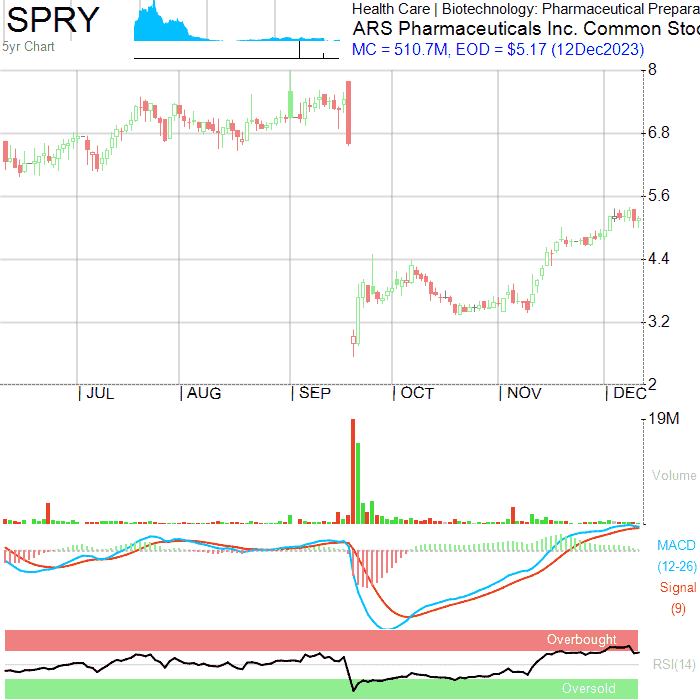 SPRY
5yr Chart
Health Care | Biotechnology: Pharmaceutical Prepara
ARS Pharmaceuticals Inc. Common Stoc
MC = 510.7M, EOD = $5.17 (12Dec2023)
8
6.8
5.6
4.4
3.2
2
| JUL | AUG | SEP | OCT | NOV | DEC
19M
Volume
MACD
(12-26)
Signal
(9)
Overbought
RSI(14)
Oversold